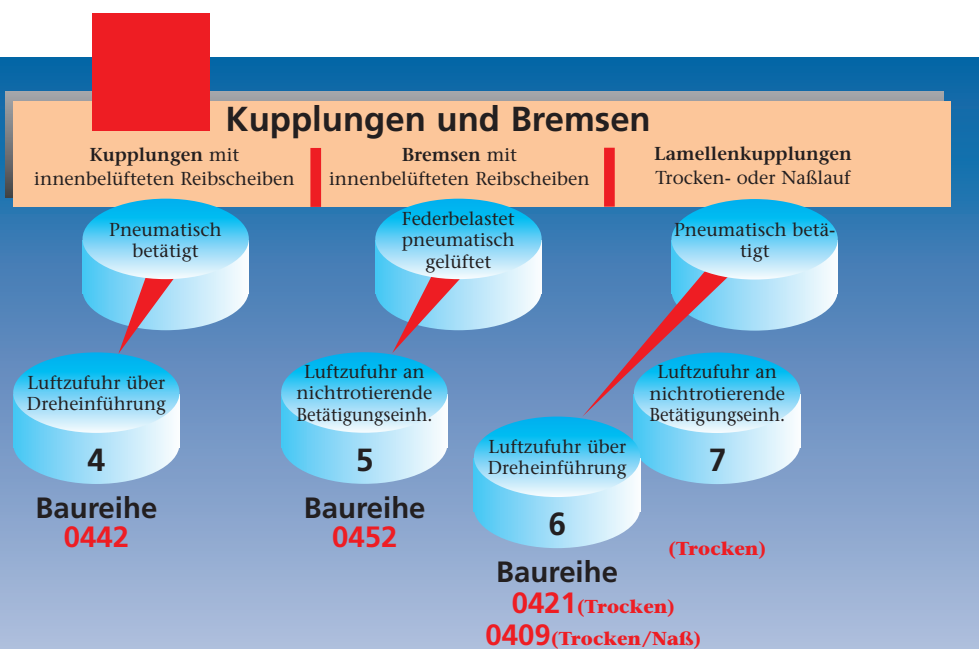 Kupplungen und Bremsen
Kupplungen mit
innenbelüfteten Reibscheiben
Bremsen mit
innenbelüfteten Reibscheiben
Lamellenkupplungen
Trocken- oder Naßlauf
Pneumatisch
betätigt
Federbelastet
pneumatisch
gelüftet
Pneumatisch betä-
tigt
Luftzufuhr über
Dreheinführung
4
Baureihe
0442
Luftzufuhr an
nichtrotierende
Betätigungseinh.
5
Baureihe
0452
Luftzufuhr über
Dreheinführung
6
Baureihe
0421(Trocken)
0409(Trocken/Naß)
Luftzufuhr an
nichtrotierende
Betätigungseinh.
7
(Trocken)